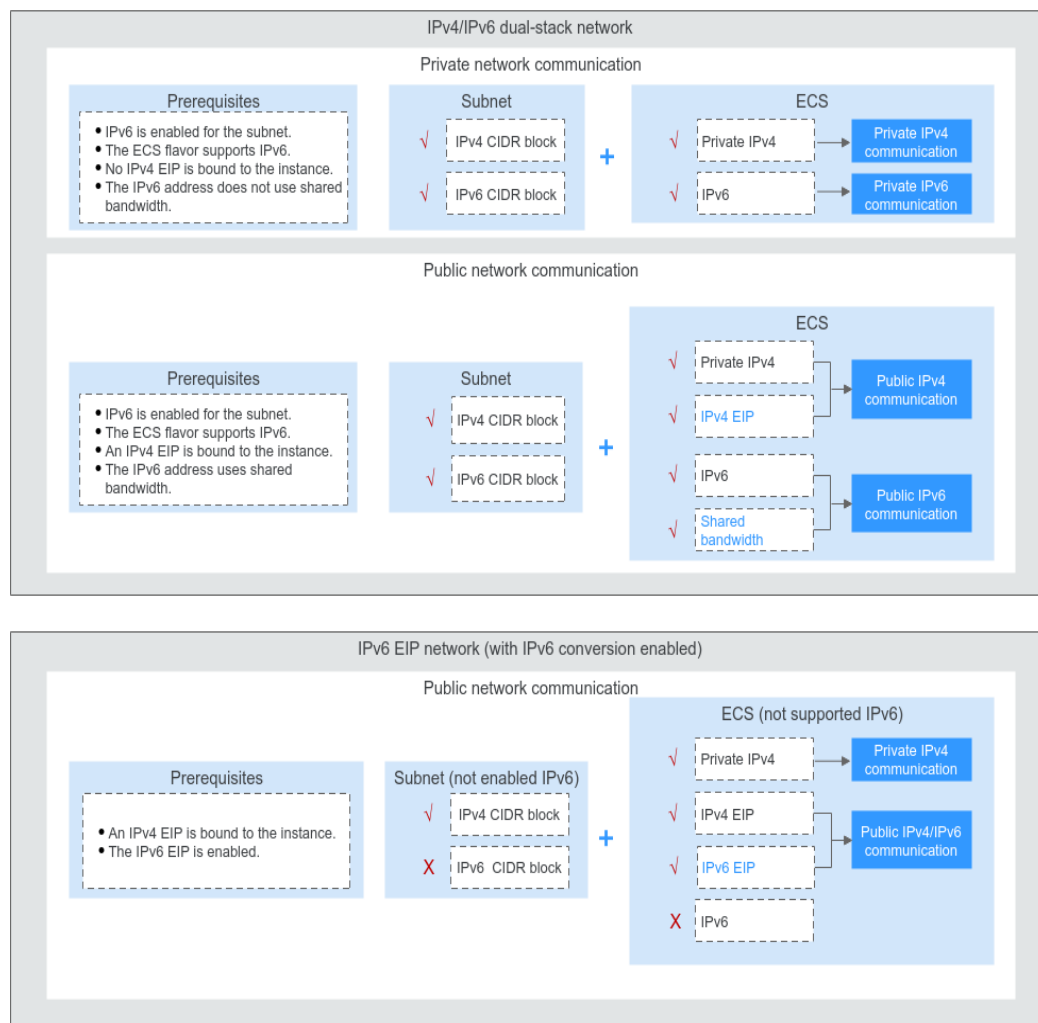 IPv4/IPv6 dual-stack network
Private network communication
Prerequisites
• IPv6 is enabled for the subnet.
• The ECS flavor supports IPv6.
• No IPv4 EIP is bound to the instance.
• The IPv6 address does not use shared
bandwidth.
Subnet
√ IPv4 CIDR block
√ IPv6 CIDR block
+
ECS
√ Private IPv4
Private IPv4
communication
√ IPv6
Private IPv6
communication
Public network communication
Prerequisites
• IPv6 is enabled for the subnet.
• The ECS flavor supports IPv6.
• An IPv4 EIP is bound to the instance.
• The IPv6 address uses shared
bandwidth.
Subnet
√ IPv4 CIDR block
√ IPv6 CIDR block
+
ECS
√ Private IPv4
√ IPv4 EIP
Public IPv4
communication
√ IPv6
√ Shared
bandwidth
Public IPv6
communication
IPv6 EIP network (with IPv6 conversion enabled)
Public network communication
Prerequisites
• An IPv4 EIP is bound to the instance.
• The IPv6 EIP is enabled.
Subnet (not enabled IPv6)
√ IPv4 CIDR block
X IPv6 CIDR block
+
ECS (not supported IPv6)
√ Private IPv4
Private IPv4
communication
√ IPv4 EIP
√ IPv6 EIP
Public IPv4/IPv6
communication
X IPv6